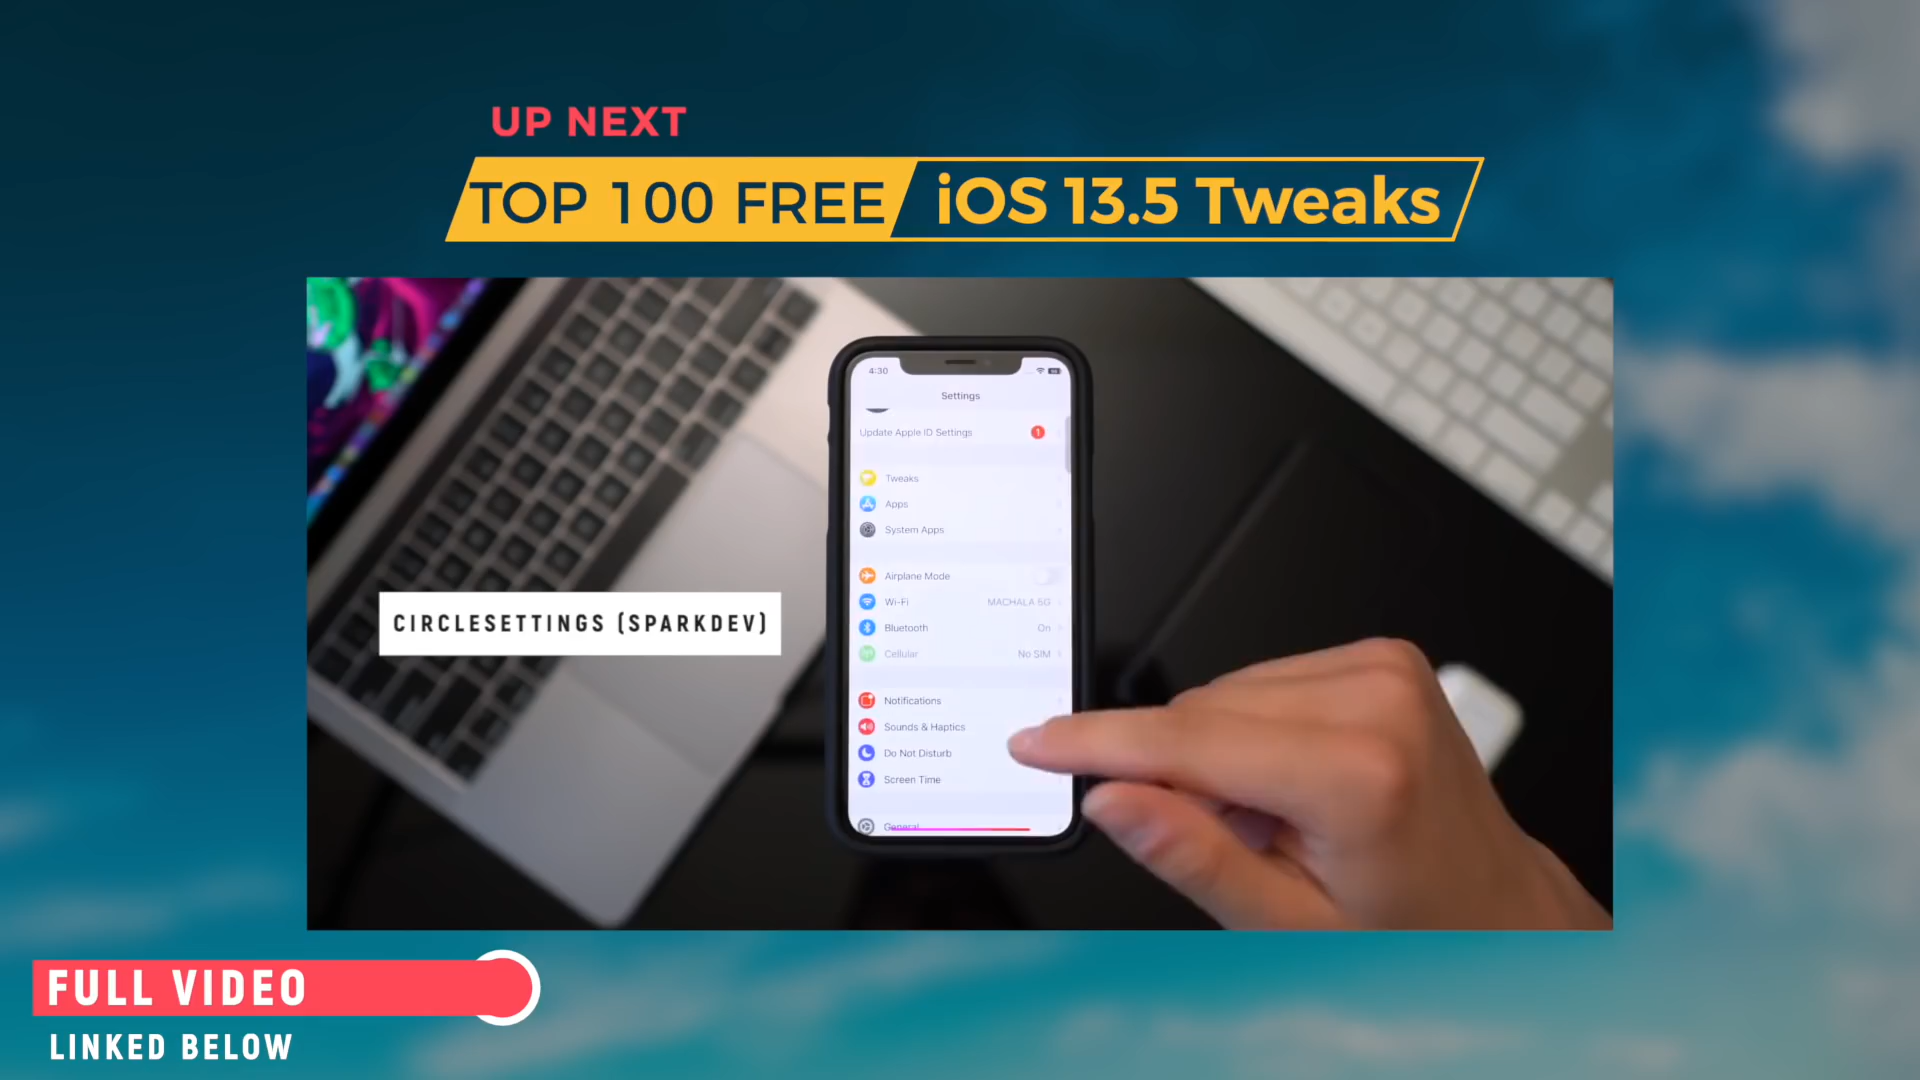 UP NEXT
TOP 100 FREE iOS 13.5 Tweaks
4:30
Settings
Update Apple ID Settings 1
Tweaks
Apps
System Apps
Airplane Mode
Wi-Fi MACHALA 5G
Bluetooth On
Cellular No SIM
CIRCLESETTINGS (SPARKDEV)
Notifications
Sounds & Haptics
Do Not Disturb
Screen Time
General
FULL VIDEO
LINKED BELOW